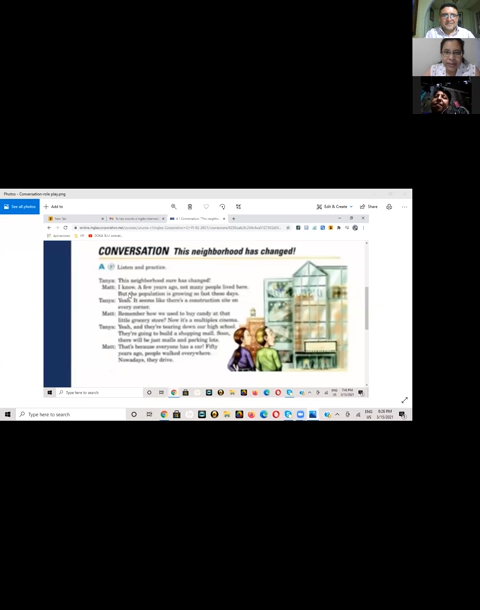 Photos - Conversation role play.png
See all photos
+ Add to
Edit & Create
Share
CONVERSATION This neighborhood has changed!
A Listen and practice.
Tanya: This neighborhood sure has changed!
Matt: I know. A few years ago, not many people lived here.
But the population is growing so fast these days.
Tanya: Yeah. It seems like there's a construction site on
every corner.
Matt: Remember how we used to buy candy at that
little grocery store? Now it's a multiplex cinema.
Tanya: Yeah, and they're tearing down our high school.
They're going to build a shopping mall. Soon,
there will be just malls and parking lots.
Matt: That's because everyone has a car! Fifty
years ago, people walked everywhere.
Nowadays, they drive.
Type here to search
Type here to search
ENG